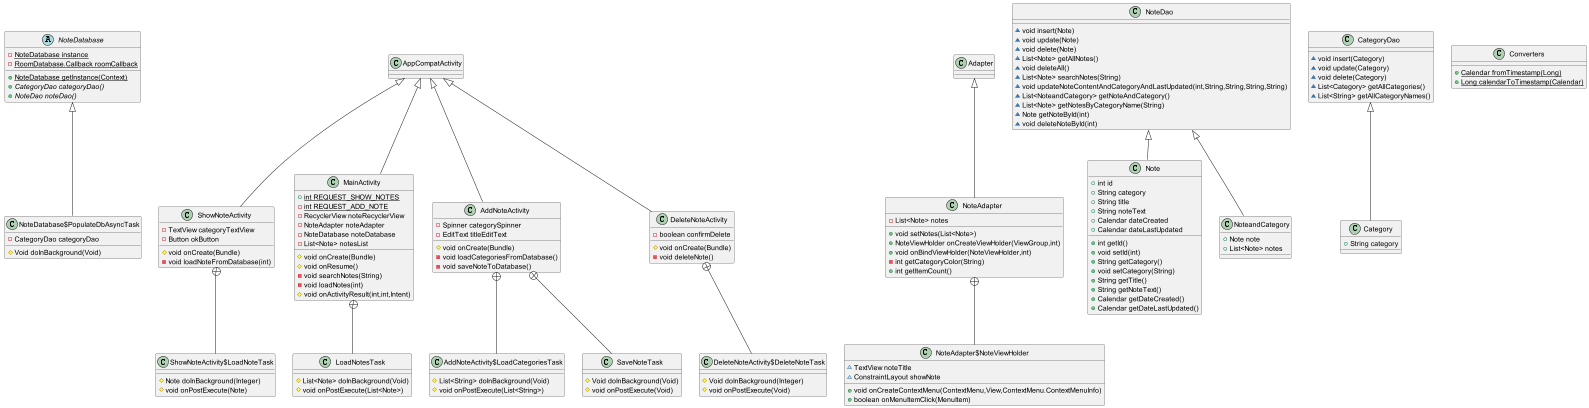 A NoteDatabase
NoteDatabase instance
RoomDatabase.Callback roomCallback
NoteDatabase getInstance(Context)
CategoryDao categoryDao()
NoteDao noteDao()
C AppCompatActivity
C Adapter
C NoteDao
void insert(Note)
void update(Note)
void delete(Note)
List<Note> getAllNotes()
void deleteAll()
List<Note> searchNotes(String)
void updateNoteContentAndCategoryAndLastUpdated(int,String,String,String,String)
List<NoteandCategory> getNoteAndCategory()
List<Note> getNotesByCategoryName(String)
Note getNoteById(int)
void deleteNoteById(int)
C CategoryDao
void insert(Category)
void update(Category)
void delete(Category)
List<Category> getAllCategories()
List<String> getAllCategoryNames()
C Converters
Calendar fromTimestamp(Long)
Long calendarToTimestamp(Calendar)
C NoteDatabase$PopulateDbAsyncTask
CategoryDao categoryDao
Void doInBackground(Void)
C ShowNoteActivity
TextView categoryTextView
Button okButton
void onCreate(Bundle)
void loadNoteFromDatabase(int)
C MainActivity
int REQUEST_SHOW_NOTES
int REQUEST_ADD_NOTE
RecyclerView noteRecyclerView
NoteAdapter noteAdapter
NoteDatabase noteDatabase
List<Note> notesList
void onCreate(Bundle)
void onResume()
void searchNotes(String)
void loadNotes(int)
void onActivityResult(int,int,Intent)
C AddNoteActivity
Spinner categorySpinner
EditText titleEditText
void onCreate(Bundle)
void loadCategoriesFromDatabase()
void saveNoteToDatabase()
C DeleteNoteActivity
boolean confirmDelete
void onCreate(Bundle)
void deleteNote()
C NoteAdapter
List<Note> notes
void setNotes(List<Note>)
NoteViewHolder onCreateViewHolder(ViewGroup,int)
void onBindViewHolder(NoteViewHolder,int)
int getCategoryColor(String)
int getItemCount()
C Note
int id
String category
String title
String noteText
Calendar dateCreated
Calendar dateLastUpdated
int getId()
void setId(int)
String getCategory()
void setCategory(String)
String getTitle()
String getNoteText()
Calendar getDateCreated()
Calendar getDateLastUpdated()
C NoteandCategory
Note note
List<Note> notes
C Category
String category
C ShowNoteActivity$LoadNoteTask
Note doInBackground(Integer)
void onPostExecute(Note)
C LoadNotesTask
List<Note> doInBackground(Void)
void onPostExecute(List<Note>)
C AddNoteActivity$LoadCategoriesTask
List<String> doInBackground(Void)
void onPostExecute(List<String>)
C SaveNoteTask
Void doInBackground(Void)
void onPostExecute(Void)
C DeleteNoteActivity$DeleteNoteTask
Void doInBackground(Integer)
void onPostExecute(Void)
C NoteAdapter$NoteViewHolder
TextView noteTitle
ConstraintLayout showNote
void onCreateContextMenu(ContextMenu,View,ContextMenu.ContextMenuInfo)
boolean onMenuItemClick(MenuItem)